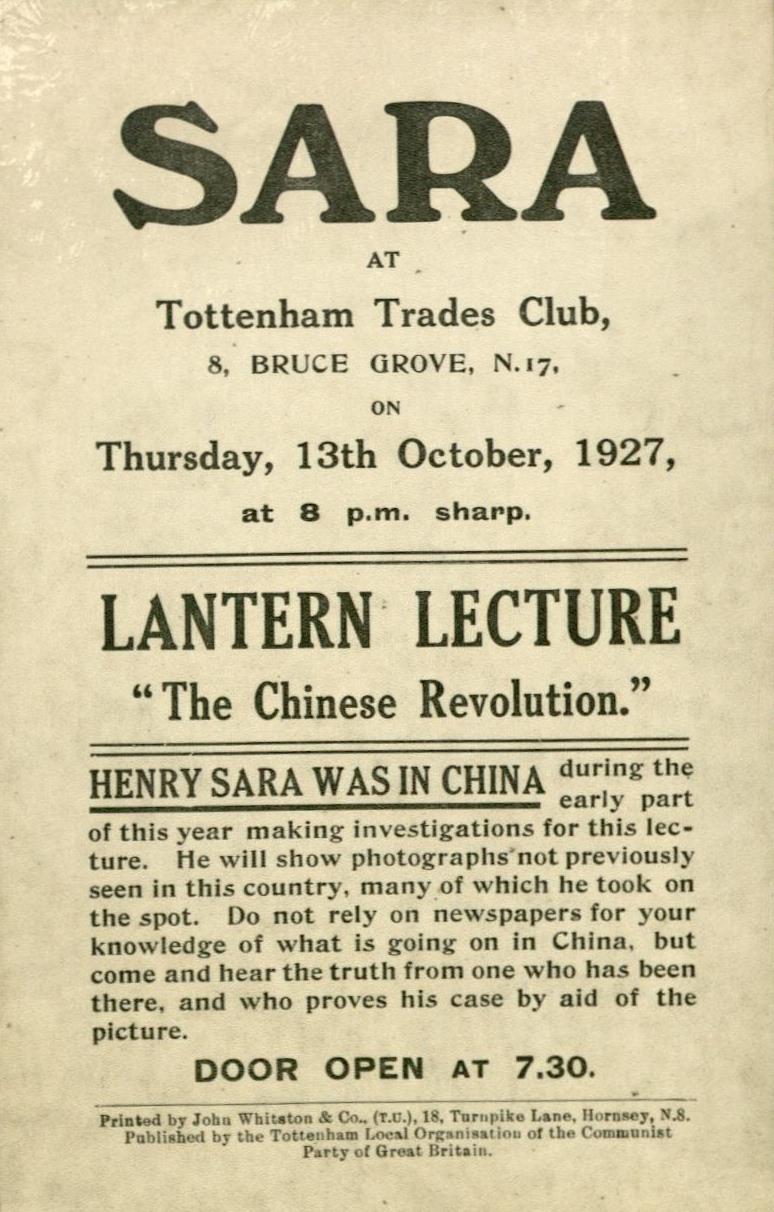 SARA
AT
Tottenham Trades Club,
8, BRUCE GROVE, N.17,
ON
Thursday, 13th October, 1927,
at 8 p.m. sharp.
LANTERN LECTURE
“The Chinese Revolution.”
HENRY SARA WAS IN CHINA during the
early part
of this year making investigations for this lec-
ture. He will show photographs not previously
seen in this country, many of which he took on
the spot. Do not rely on newspapers for your
knowledge of what is going on in China, but
come and hear the truth from one who has been
there, and who proves his case by aid of the
picture.
DOOR OPEN AT 7.30.
Printed by John Whitston & Co., (T.U.), 18, Turnpike Lane, Hornsey, N.8.
Published by the Tottenham Local Organisation of the Communist
Party of Great Britain.